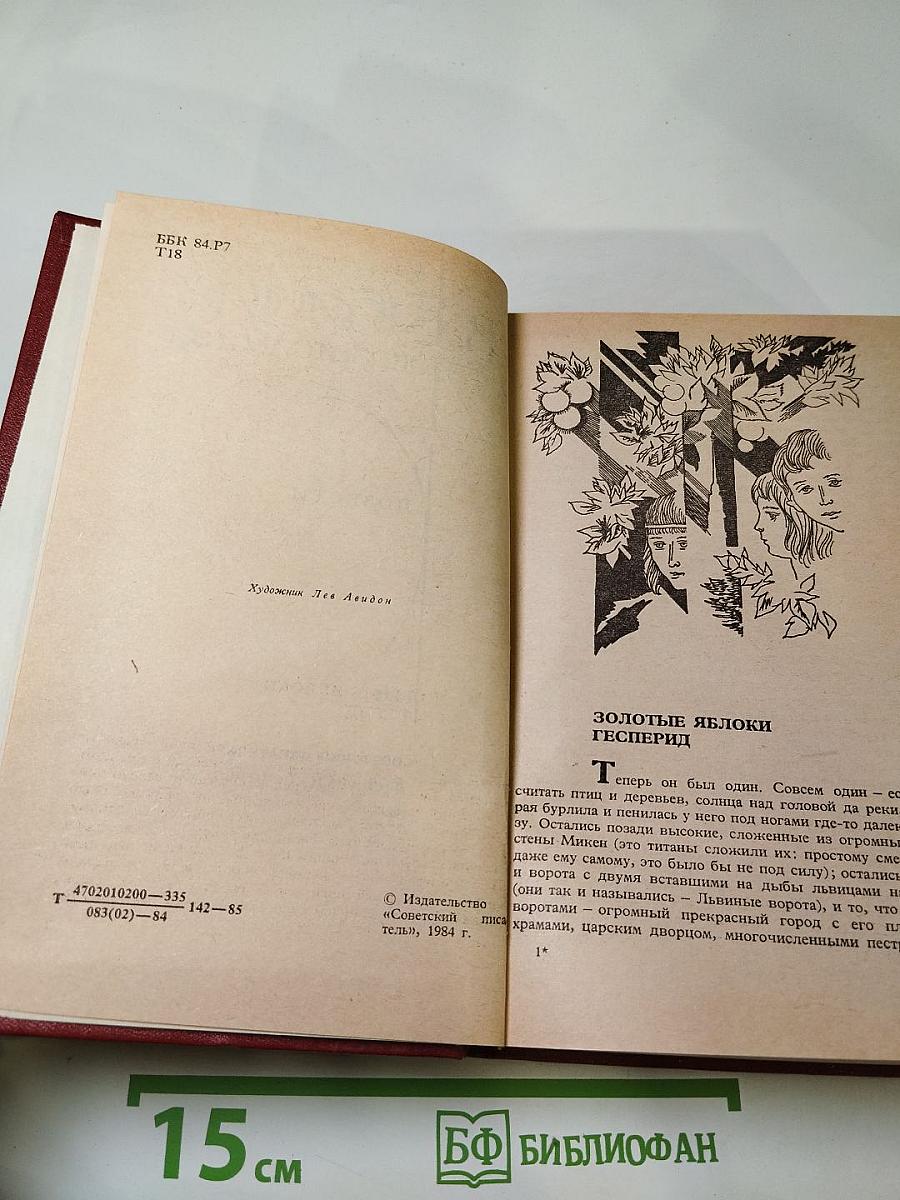 ББК 84.Р7
Т18
Художник Лев Авидон
Т 4702010200—335
083(02)—84 142—85
© Издательство
«Советский писа
тель», 1984 г.
ЗОЛОТЫЕ ЯБЛОКИ
ГЕСПЕРИД
Теперь он был один. Совсем один – ес
считать птиц и деревьев, солнца над головой да реки
рая бурлила и пенилась у него под ногами где-то далек
зу. Остались позади высокие, сложенные из огромны
стены Микен (это титаны сложили их: простому сме
даже ему самому, это было бы не под силу); осталис
и ворота с двумя вставшими на дыбы львицами на
(они так и назывались – Львиные ворота), и то, что
воротами – огромный прекрасный город с его пл
храмами, царским дворцом, многочисленными пестр
1*
15 см
БФ БИБЛИОФАН